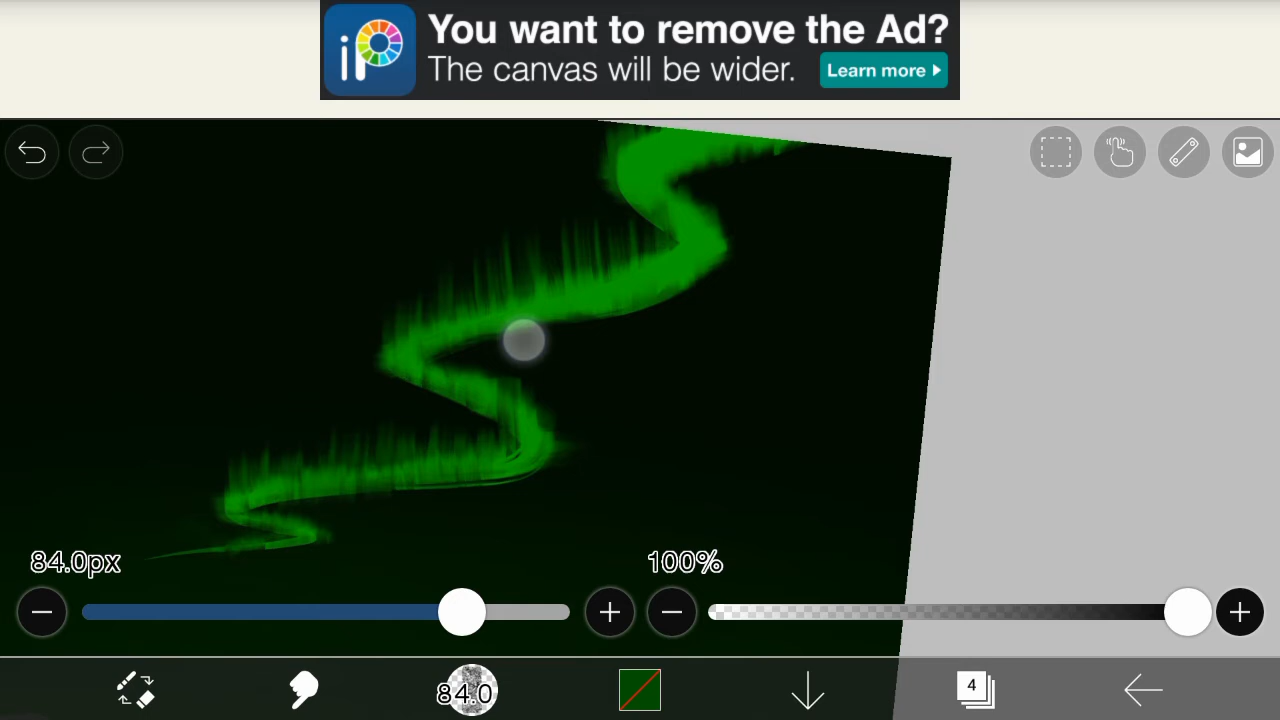 iP
You want to remove the Ad?
The canvas will be wider.
Learn more
84.0px
100%
84.0
4